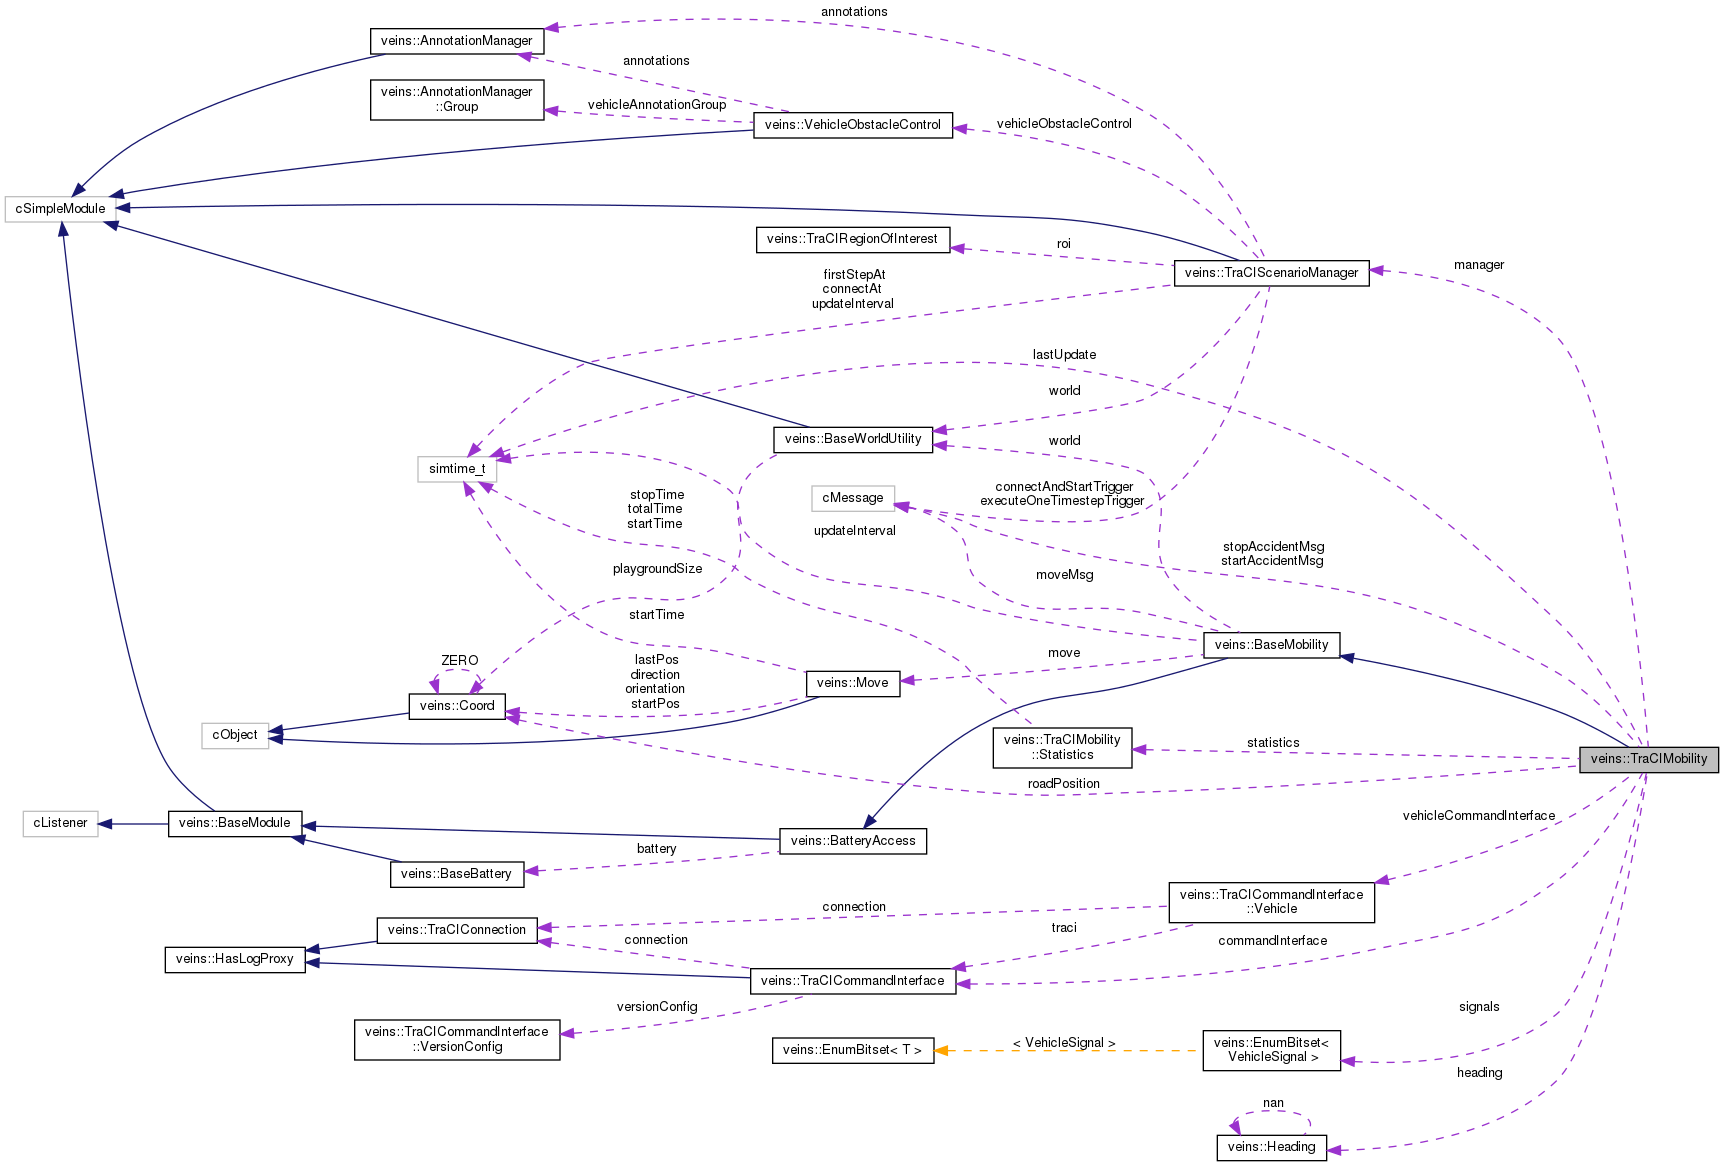 annotations
veins::AnnotationManager
annotations
veins::AnnotationManager
::Group
vehicleAnnotationGroup
veins::VehicleObstacleControl
vehicleObstacleControl
cSimpleModule
veins::TraCIRegionOfInterest
roi
veins::TraCIScenarioManager
manager
firstStepAt
connectAt
updateInterval
lastUpdate
world
veins::BaseWorldUtility
world
simtime_t
cMessage
connectAndStartTrigger
executeOneTimestepTrigger
stopTime
totalTime
startTime
updateInterval
stopAccidentMsg
startAccidentMsg
playgroundSize
moveMsg
startTime
veins::BaseMobility
move
ZERO
lastPos
direction
orientation
startPos
veins::Move
veins::Coord
cObject
veins::TraCIMobility
::Statistics
statistics
veins::TraCIMobility
roadPosition
cListener
veins::BaseModule
vehicleCommandInterface
veins::BatteryAccess
battery
veins::BaseBattery
veins::TraCICommandInterface
::Vehicle
connection
veins::TraCIConnection
traci
connection
commandInterface
veins::HasLogProxy
veins::TraCICommandInterface
versionConfig
signals
veins::TraCICommandInterface
::VersionConfig
veins::EnumBitset< T >
< VehicleSignal >
veins::EnumBitset<
VehicleSignal >
heading
nan
veins::Heading